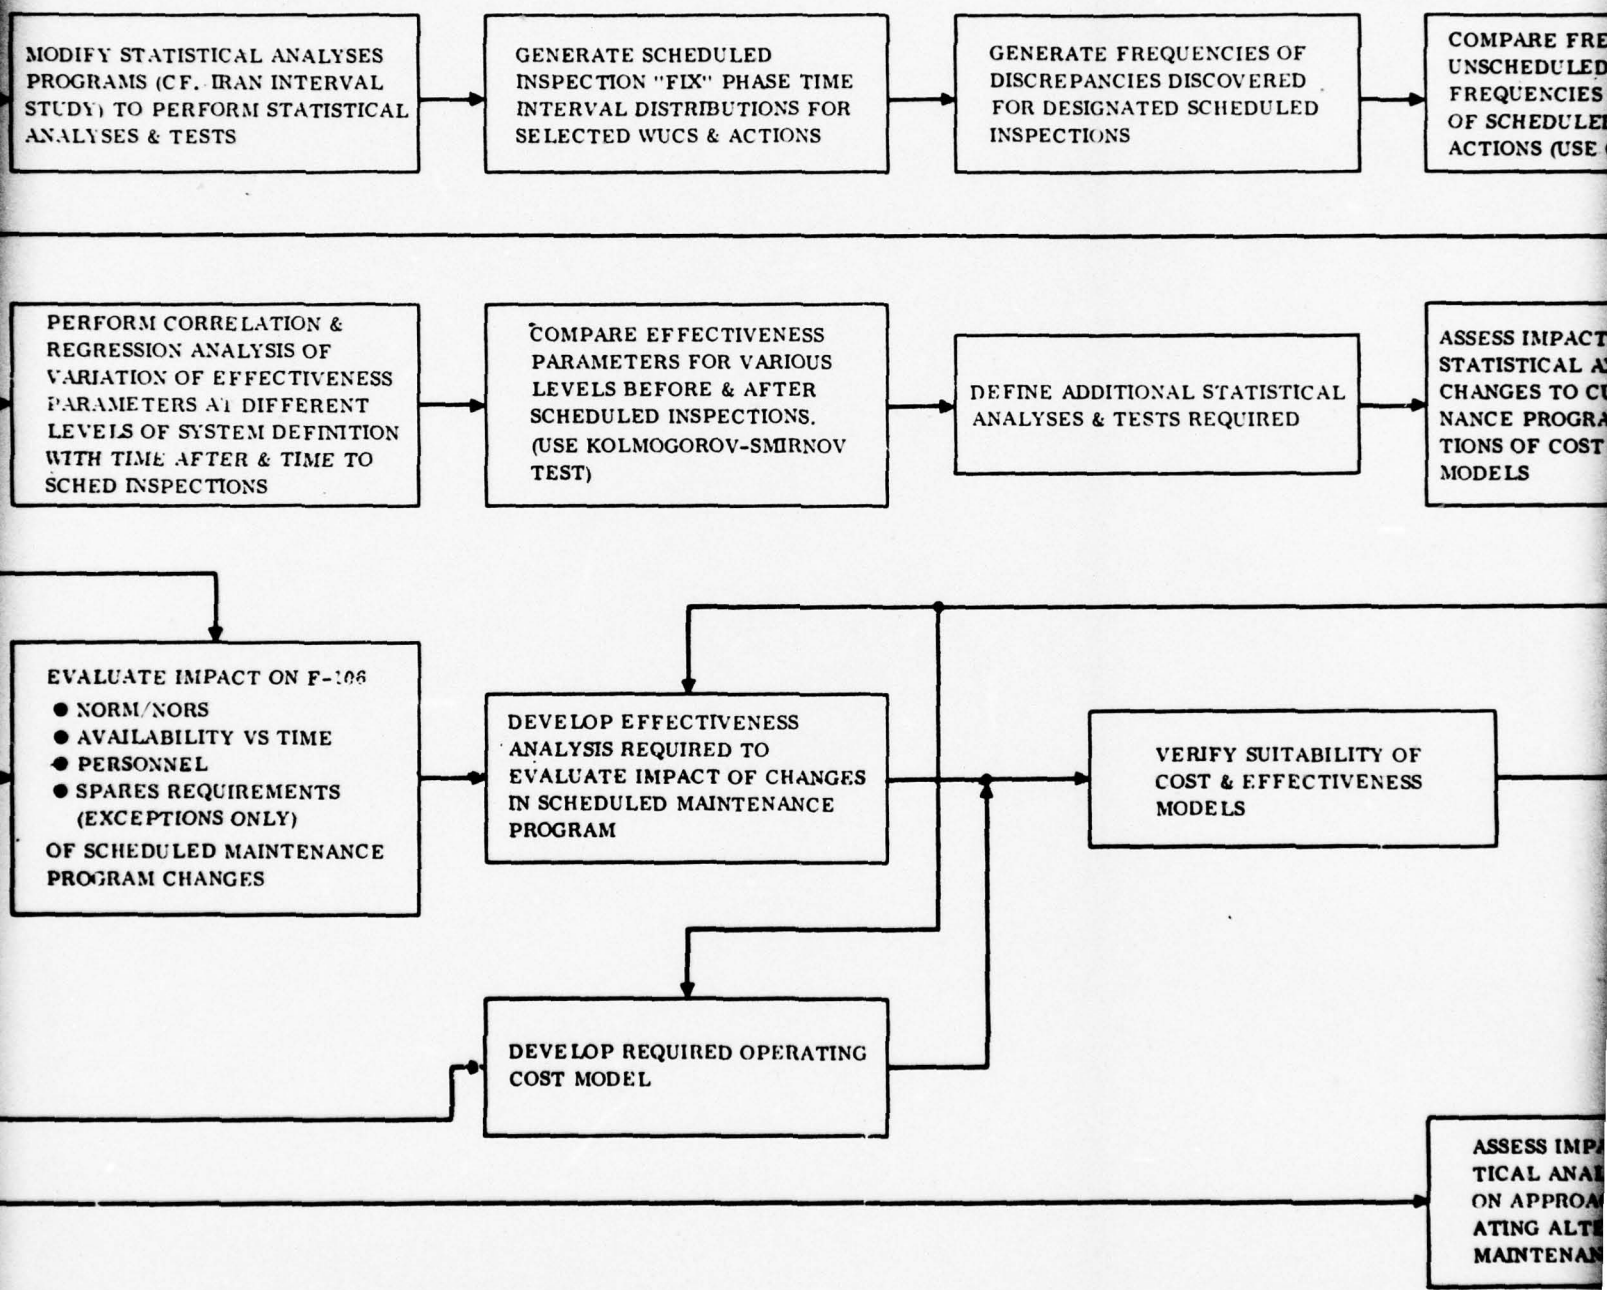 MODIFY STATISTICAL ANALYSES
PROGRAMS (CF. IRAN INTERVAL
STUDY) TO PERFORM STATISTICAL
ANALYSES & TESTS
GENERATE SCHEDULED
INSPECTION "FIX" PHASE TIME
INTERVAL DISTRIBUTIONS FOR
SELECTED WUCS & ACTIONS
GENERATE FREQUENCIES OF
DISCREPANCIES DISCOVERED
FOR DESIGNATED SCHEDULED
INSPECTIONS
COMPARE FRE
UNSCHEDULED
FREQUENCIES
OF SCHEDULE
ACTIONS (USE
PERFORM CORRELATION &
REGRESSION ANALYSIS OF
VARIATION OF EFFECTIVENESS
PARAMETERS AT DIFFERENT
LEVELS OF SYSTEM DEFINITION
WITH TIME AFTER & TIME TO
SCHED INSPECTIONS
COMPARE EFFECTIVENESS
PARAMETERS FOR VARIOUS
LEVELS BEFORE & AFTER
SCHEDULED INSPECTIONS.
(USE KOLMOGOROV-SMIRNOV
TEST)
DEFINE ADDITIONAL STATISTICAL
ANALYSES & TESTS REQUIRED
ASSESS IMPACT
STATISTICAL A
CHANGES TO CU
NANCE PROGRA
TIONS OF COST
MODELS
EVALUATE IMPACT ON F-106
● NORM/NORS
● AVAILABILITY VS TIME
● PERSONNEL
● SPARES REQUIREMENTS
(EXCEPTIONS ONLY)
OF SCHEDULED MAINTENANCE
PROGRAM CHANGES
DEVELOP EFFECTIVENESS
ANALYSIS REQUIRED TO
EVALUATE IMPACT OF CHANGES
IN SCHEDULED MAINTENANCE
PROGRAM
VERIFY SUITABILITY OF
COST & EFFECTIVENESS
MODELS
DEVELOP REQUIRED OPERATING
COST MODEL
ASSESS IMPA
TICAL ANAL
ON APPROA
ATING ALTE
MAINTENAN